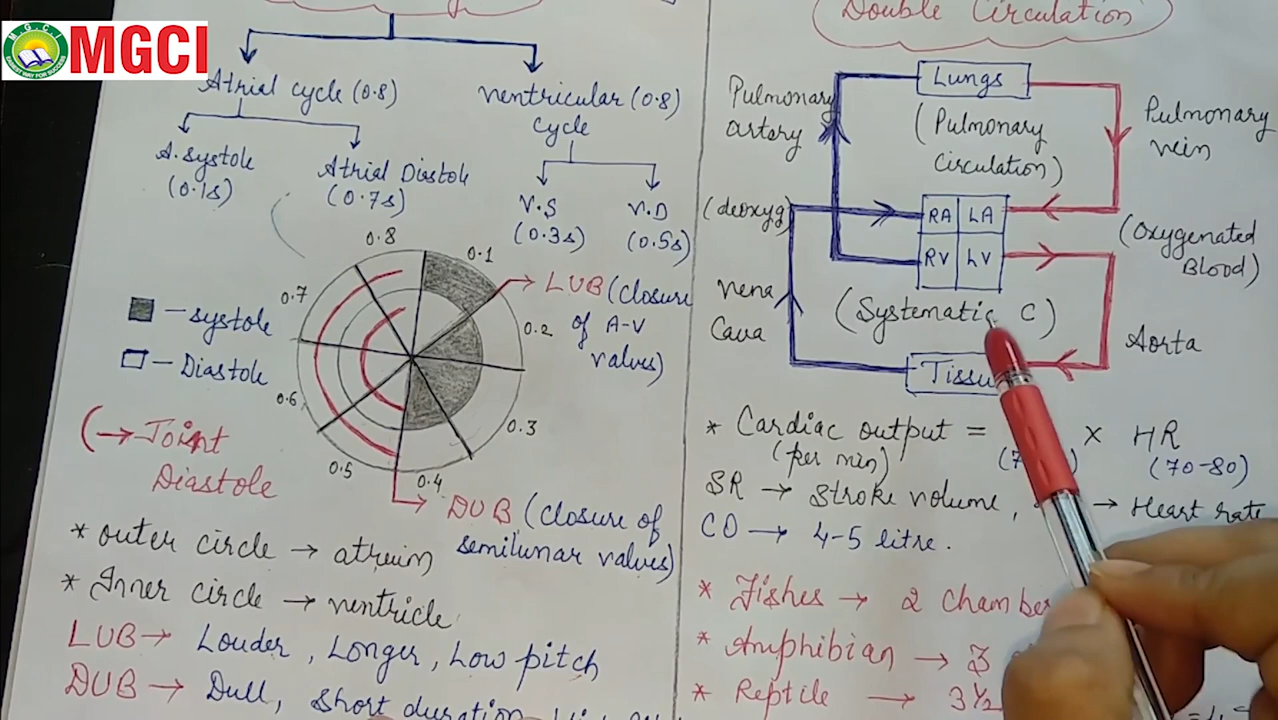 M.G.C.I
MGCI
Atrial cycle (0.8)
ventricular (0.8)
cycle
A.systole
(0.1s)
Atrial Diastole
(0.7s)
V.S
(0.3s)
V.D
(0.5s)
0.8
0.1
0.7
0.2
0.6
0.3
0.5
0.4
LUB (closure
of A-V
valves)
- systole
- Diastole
( → Joint
Diastole
DUB (closure of
semilunar valves)
* outer circle → atreium
* Inner circle → ventricle
LUB → Louder, Longer, Low pitch
DUB → Dull, short duration,
Double Circulation
Lungs
Pulmonary
artery
(Pulmonary
circulation)
Pulmonary
vein
(deoxyg)
RA LA
RV LV
(Oxygenated
Blood)
vena
Cava
(Systematic C)
Aorta
Tissu
* Cardiac output = × HR
(per min) (70-80)
SR → Stroke volume, → Heart rate
CO → 4-5 litre.
* Fishes → 2 chamber
* Amphibian → 3
* Reptile → 3 1/2